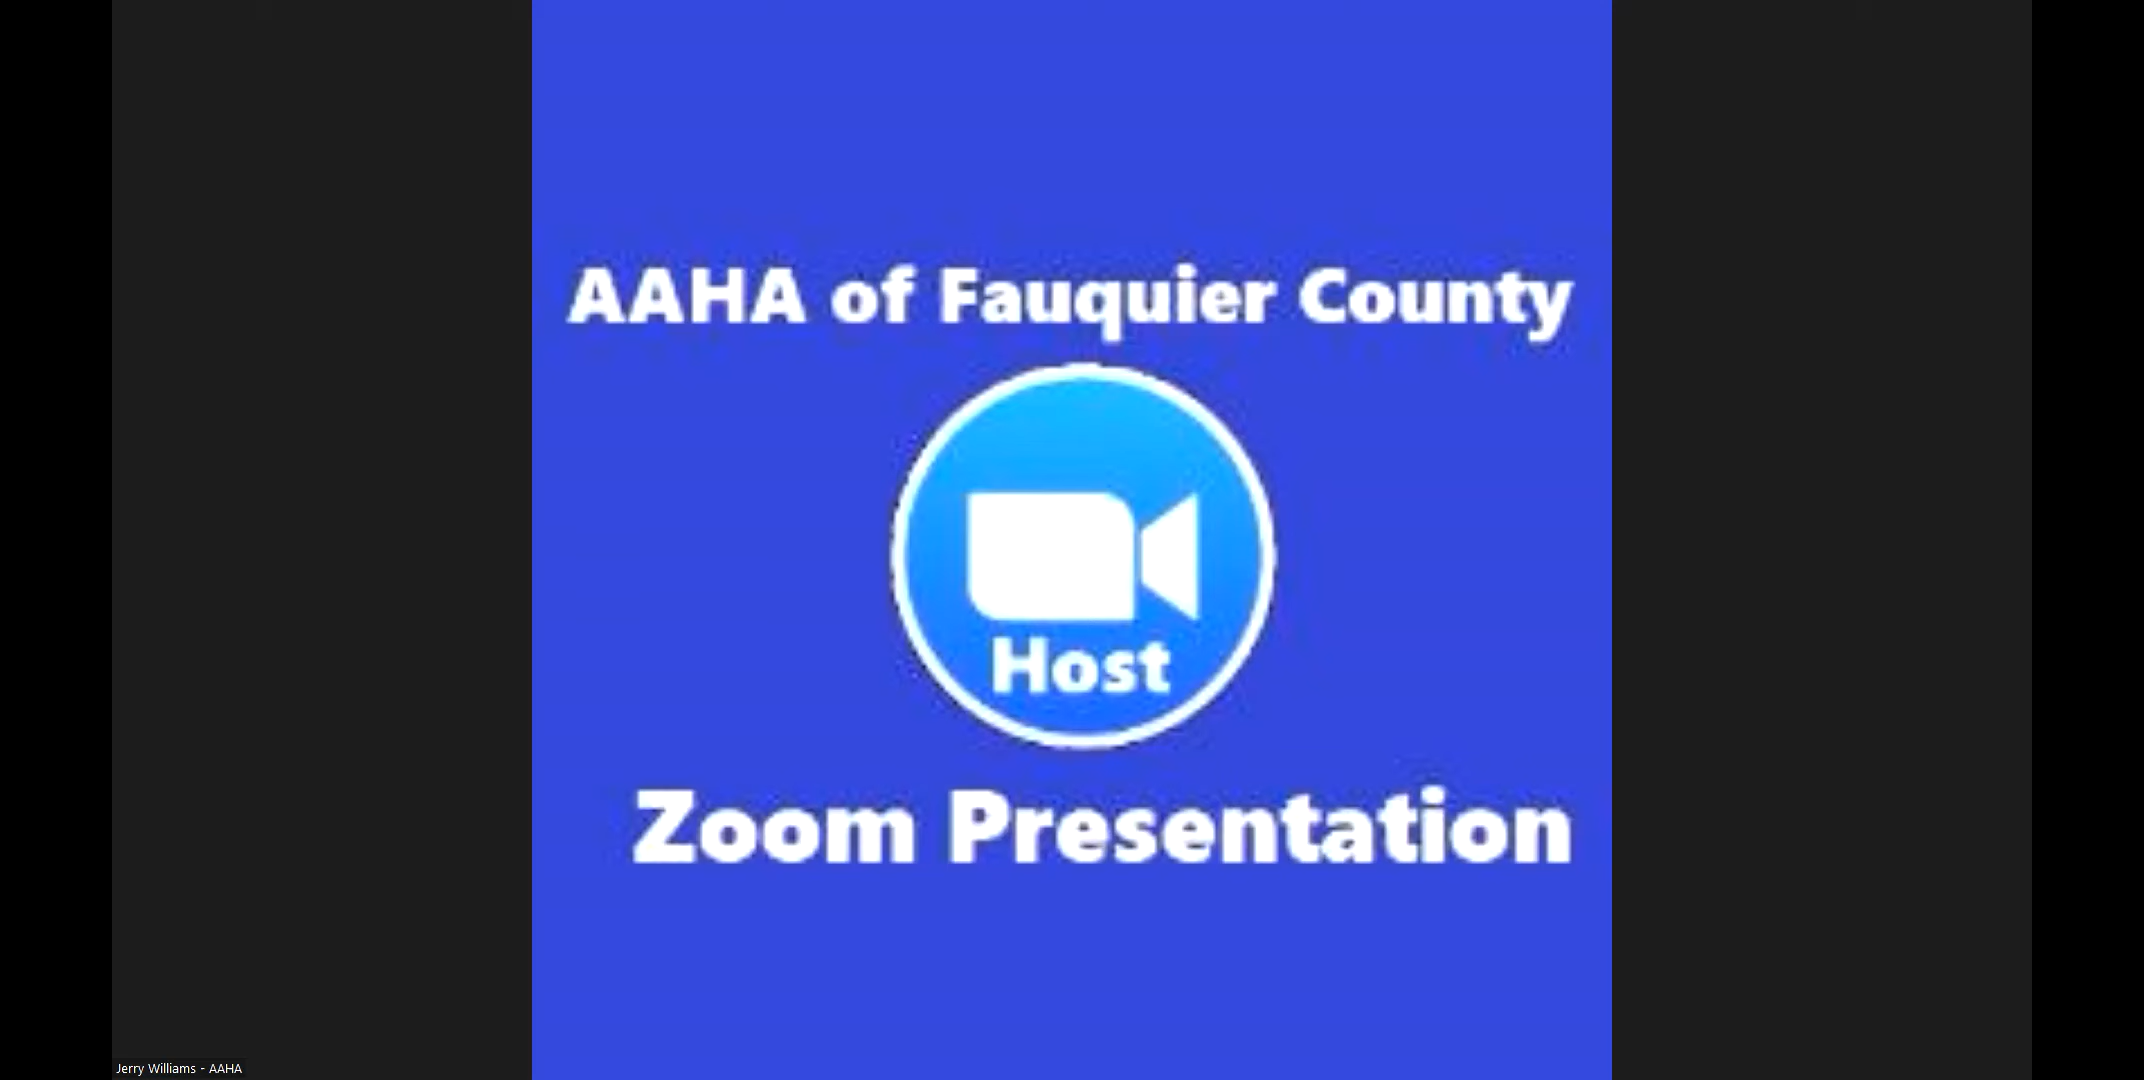 AAHA of Fauquier County
Host
Zoom Presentation
Jerry Williams - AAHA